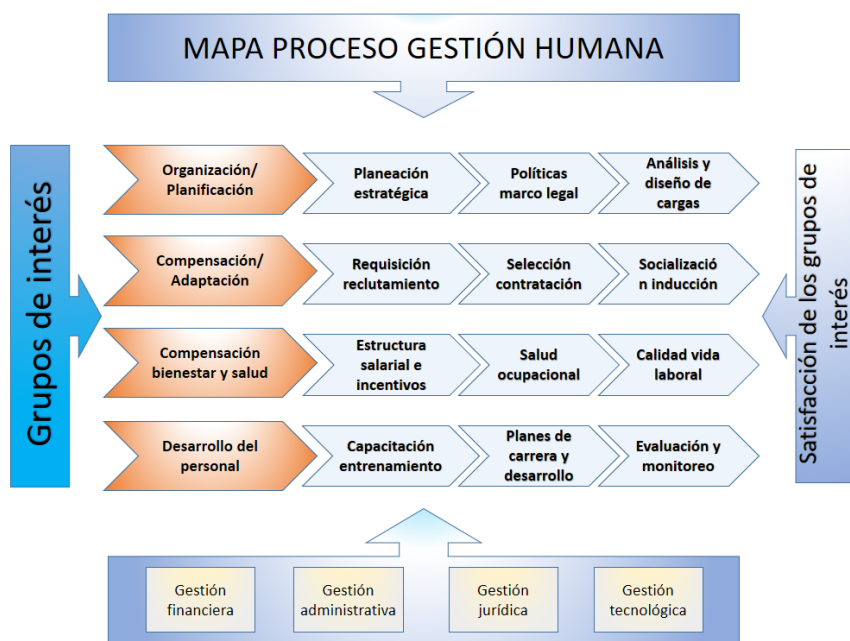 MAPA PROCESO GESTIÓN HUMANA
Grupos de interés
Organización/
Planificación
Planeación
estratégica
Políticas
marco legal
Análisis y
diseño de
cargas
Compensación/
Adaptación
Requisición
reclutamiento
Selección
contratación
Socializació
n inducción
Compensación
bienestar y salud
Estructura
salarial e
incentivos
Salud
ocupacional
Calidad vida
laboral
Desarrollo del
personal
Capacitación
entrenamiento
Planes de
carrera y
desarrollo
Evaluación y
monitoreo
Satisfacción de los grupos de
interés
Gestión
financiera
Gestión
administrativa
Gestión
jurídica
Gestión
tecnológica